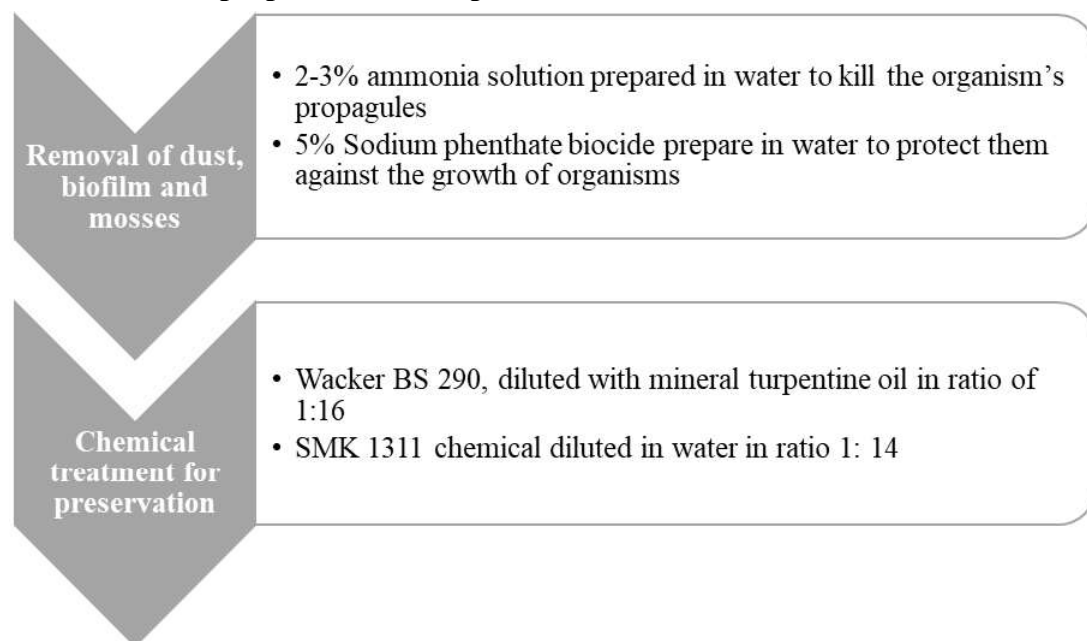 Removal of dust,
biofilm and
mosses
• 2-3% ammonia solution prepared in water to kill the organism's
propagules
• 5% Sodium phenthate biocide prepare in water to protect them
against the growth of organisms
Chemical
treatment for
preservation
• Wacker BS 290, diluted with mineral turpentine oil in ratio of
1:16
• SMK 1311 chemical diluted in water in ratio 1: 14